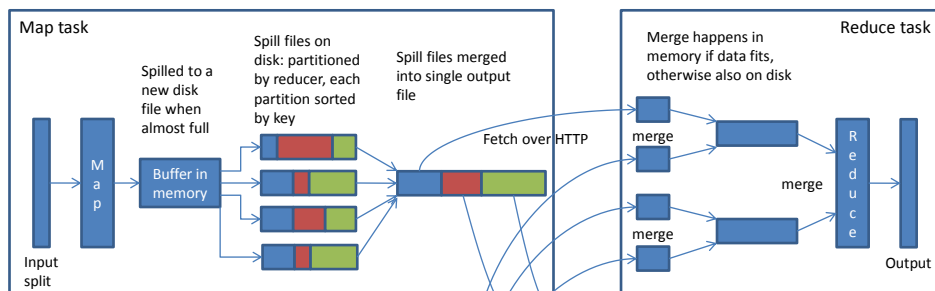 Map task
Reduce task
Spilled to a
new disk
file when
almost full
Spill files on
disk: partitioned
by reducer, each
partition sorted
by key
Spill files merged
into single output
file
Merge happens in
memory if data fits,
otherwise also on disk
Fetch over HTTP
Map
Buffer in
memory
Input
split
merge
merge
merge
Reduce
Output